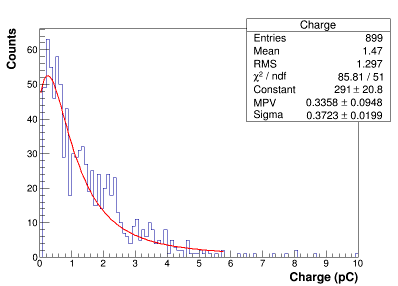 Charge
Entries 899
Mean 1.47
RMS 1.297
χ² / ndf 85.81 / 51
Constant 291 ± 20.8
MPV 0.3358 ± 0.0948
Sigma 0.3723 ± 0.0199
Counts
60
50
40
30
20
10
0
0 1 2 3 4 5 6 7 8 9 10
Charge (pC)